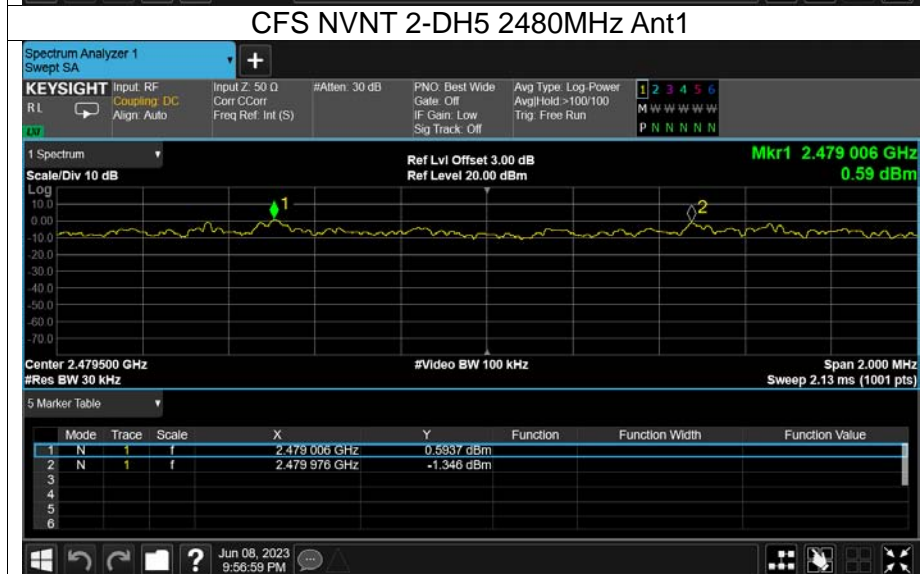 CFS NVNT 2-DH5 2480MHz Ant1
Spectrum Analyzer 1
Swept SA
+
KEYSIGHT Input: RF Input Z: 50 Ω #Atten: 30 dB PNO: Best Wide Avg Type: Log-Power 1 2 3 4 5 6
RL Coupling: DC Corr CCorr Gate: Off Avg|Hold:>100/100 M W W W W W
Align: Auto Freq Ref: Int (S) IF Gain: Low Trig: Free Run
LXI Sig Track: Off P N N N N N
1 Spectrum Ref Lvl Offset 3.00 dB Mkr1 2.479 006 GHz
Scale/Div 10 dB Ref Level 20.00 dBm 0.59 dBm
Log
10.0 1 2
0.00
-10.0
-20.0
-30.0
-40.0
-50.0
-60.0
-70.0
Center 2.479500 GHz #Video BW 100 kHz Span 2.000 MHz
#Res BW 30 kHz Sweep 2.13 ms (1001 pts)
5 Marker Table
Mode Trace Scale X Y Function Function Width Function Value
1 N 1 f 2.479 006 GHz 0.5937 dBm
2 N 1 f 2.479 976 GHz -1.346 dBm
3
4
5
6
? Jun 08, 2023
9:56:59 PM